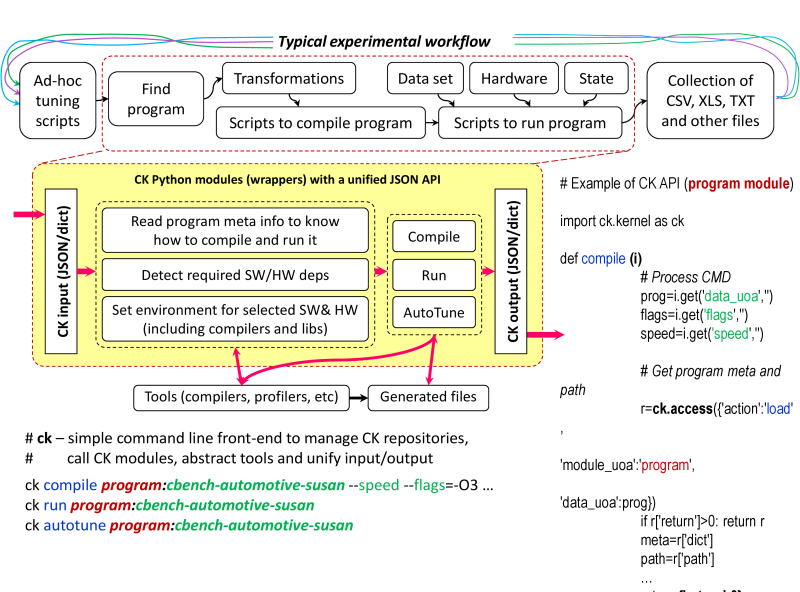 Typical experimental workflow
Ad-hoc
tuning
scripts
Find
program
Transformations
Data set
Hardware
State
Scripts to compile program
Scripts to run program
Collection of
CSV, XLS, TXT
and other files
CK Python modules (wrappers) with a unified JSON API
CK input (JSON/dict)
Read program meta info to know
how to compile and run it
Detect required SW/HW deps
Set environment for selected SW& HW
(including compilers and libs)
Compile
Run
AutoTune
CK output (JSON/dict)
Tools (compilers, profilers, etc)
Generated files
# ck – simple command line front-end to manage CK repositories,
# call CK modules, abstract tools and unify input/output
ck compile program:cbench-automotive-susan --speed --flags=-O3 ...
ck run program:cbench-automotive-susan
ck autotune program:cbench-automotive-susan
# Example of CK API (program module)
import ck.kernel as ck
def compile (i)
# Process CMD
prog=i.get('data_uoa','')
flags=i.get('flags','')
speed=i.get('speed','')
# Get program meta and
path
r=ck.access({'action':'load'
,
'module_uoa':'program',
'data_uoa':prog})
if r['return']>0: return r
meta=r['dict']
path=r['path']
...